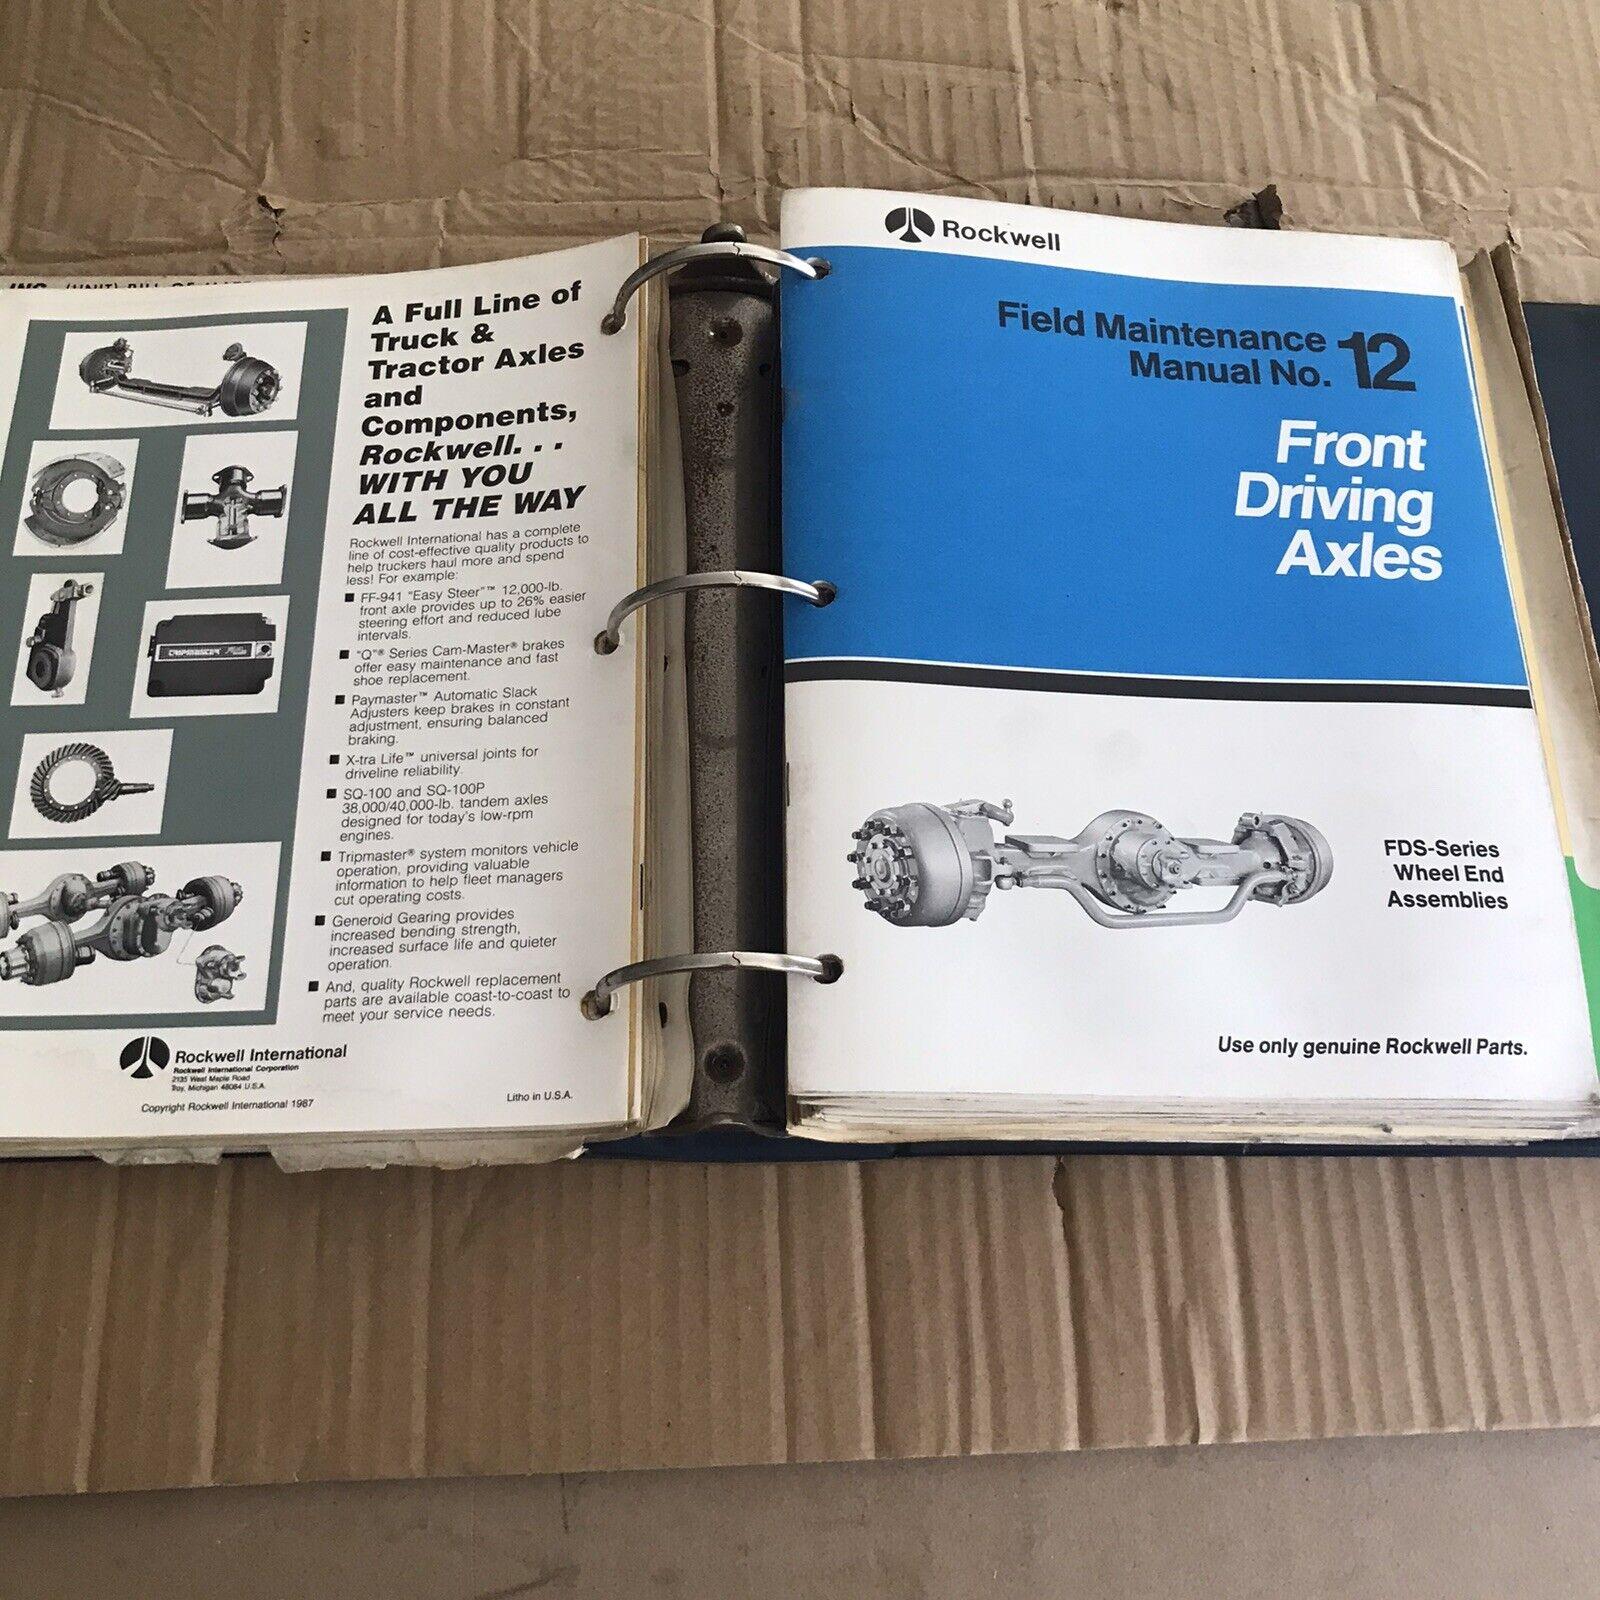 A Full Line of
Truck &
Tractor Axles
and
Components,
Rockwell. . .
WITH YOU
ALL THE WAY
Rockwell International has a complete
line of cost-effective quality products to
help truckers haul more and spend
less! For example:
■ FF-941 "Easy Steer"™ 12,000-lb.
front axle provides up to 26% easier
steering effort and reduced lube
intervals.
■ "Q"® Series Cam-Master® brakes
offer easy maintenance and fast
shoe replacement.
■ Paymaster™ Automatic Slack
Adjusters keep brakes in constant
adjustment, ensuring balanced
braking.
■ X-tra Life™ universal joints for
driveline reliability.
■ SQ-100 and SQ-100P
38,000/40,000-lb. tandem axles
designed for today's low-rpm
engines.
■ Tripmaster® system monitors vehicle
operation, providing valuable
information to help fleet managers
cut operating costs.
■ Generoid Gearing provides
increased bending strength,
increased surface life and quieter
operation.
■ And, quality Rockwell replacement
parts are available coast-to-coast to
meet your service needs.
TRIPMASTER
Rockwell International
Rockwell International Corporation
2135 West Maple Road
Troy, Michigan 48084 U.S.A.
Copyright Rockwell International 1987
Litho in U.S.A.
Rockwell
Field Maintenance
Manual No. 12
Front
Driving
Axles
FDS-Series
Wheel End
Assemblies
Use only genuine Rockwell Parts.